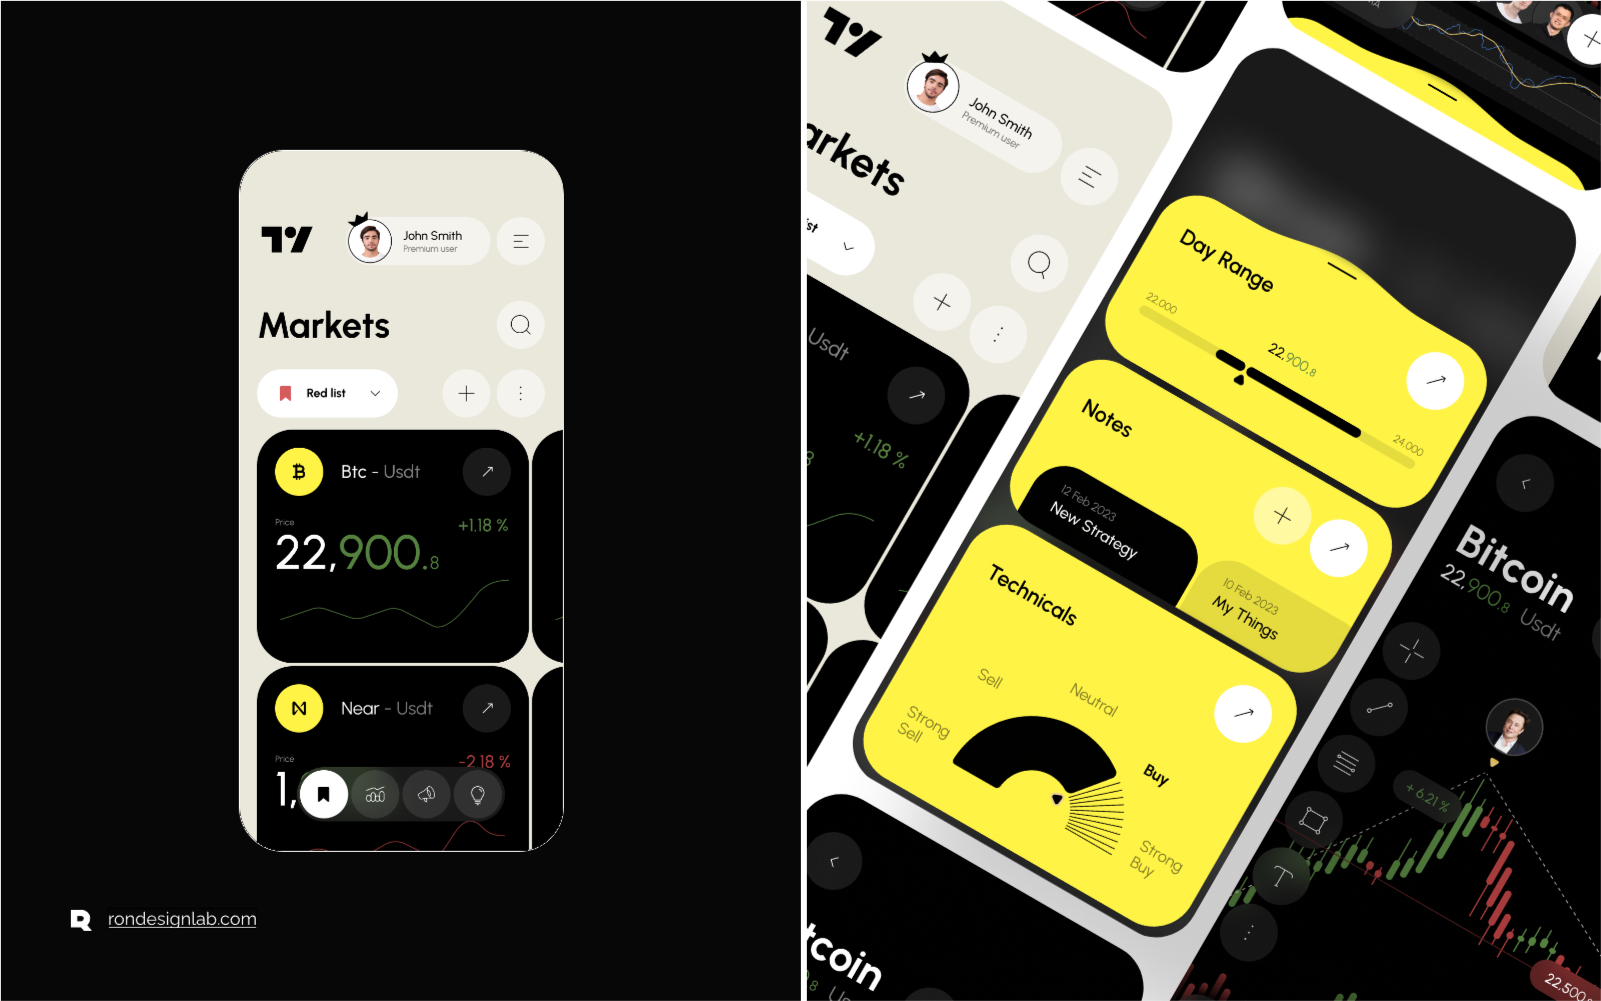 John Smith
Premium user
Markets
Red list
Btc - Usdt
Price
+1.18 %
22,900.8
Near - Usdt
Price
-2.18 %
1,
rondesignlab.com
John Smith
Premium user
arkets
ist
Usdt
+1.18 %
8
Day Range
22,000
22,900.8
24,000
Notes
12 Feb 2023
New Strategy
10 Feb 2023
My Things
Technicals
Sell
Neutral
Strong
Sell
Buy
Strong
Buy
Bitcoin
22,900.8 Usdt
+ 6.21 %
22,500.
tcoin
8